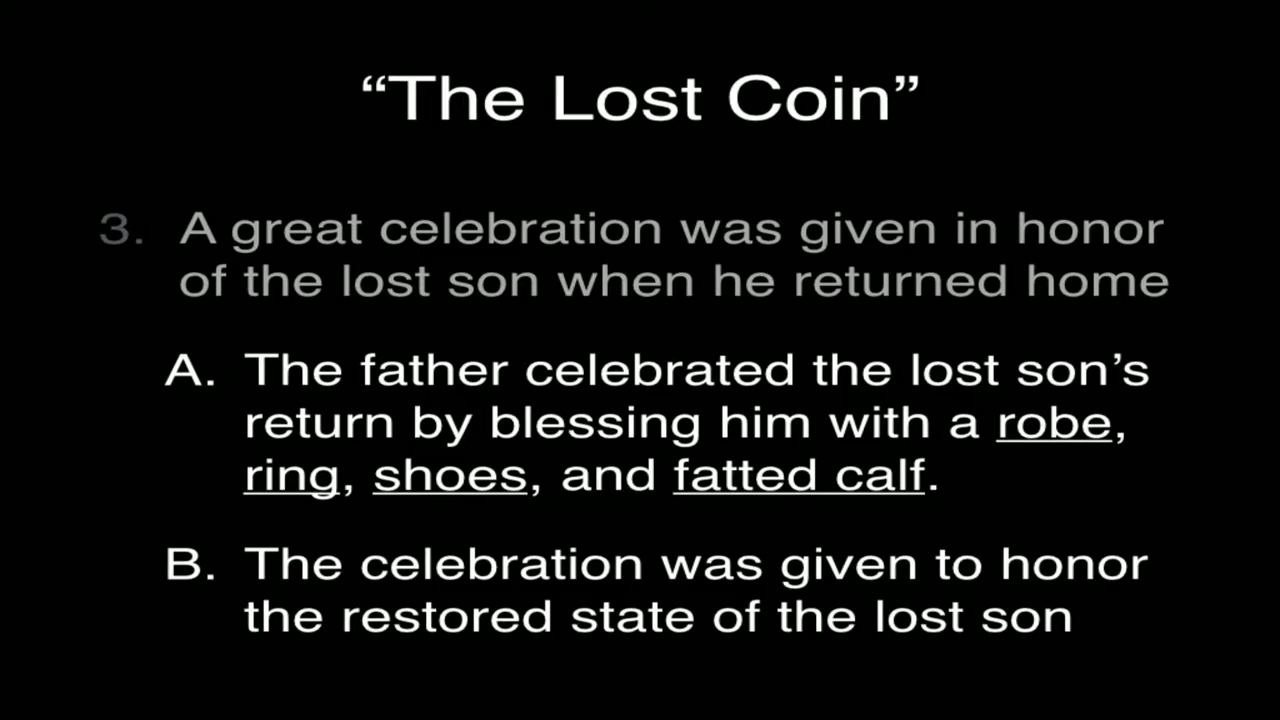 “The Lost Coin”
3. A great celebration was given in honor
of the lost son when he returned home
A. The father celebrated the lost son’s
return by blessing him with a robe,
ring, shoes, and fatted calf.
B. The celebration was given to honor
the restored state of the lost son